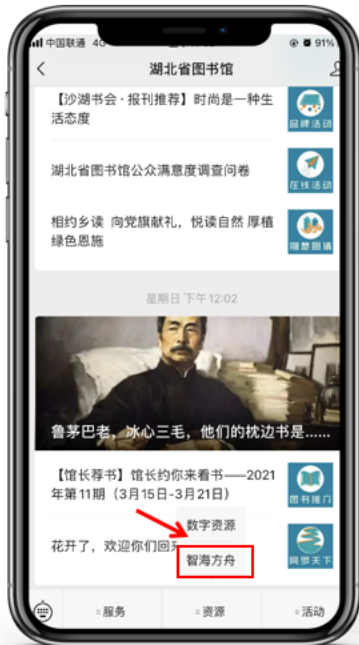 中国联通 4G
91%
湖北省图书馆
【沙湖书会·报刊推荐】时尚是一种生
活态度
品牌活动
湖北省图书馆公众满意度调查问卷
在线活动
相约乡读 向党旗献礼，悦读自然 厚植
绿色恩施
荆楚图情
星期日 下午12:02
鲁茅巴老，冰心三毛，他们的枕边书是......
【馆长荐书】馆长约你来看书——2021
年第11期（3月15日-3月21日）
图书推介
花开了，欢迎你们回
网罗天下
数字资源
智海方舟
服务
资源
活动